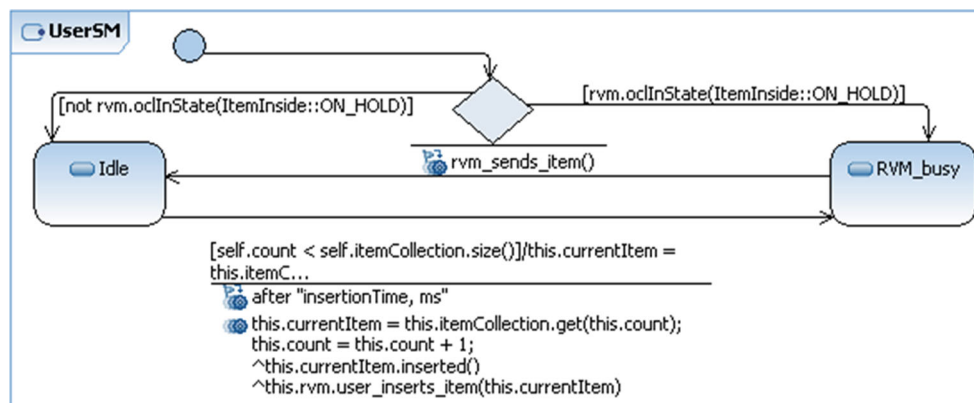 UserSM
[not rvm.oclInState(ItemInside::ON_HOLD)]
[rvm.oclInState(ItemInside::ON_HOLD)]
Idle
rvm_sends_item()
RVM_busy
[self.count < self.itemCollection.size()]/this.currentItem =
this.itemC...
after "insertionTime, ms"
this.currentItem = this.itemCollection.get(this.count);
this.count = this.count + 1;
^this.currentItem.inserted()
^this.rvm.user_inserts_item(this.currentItem)